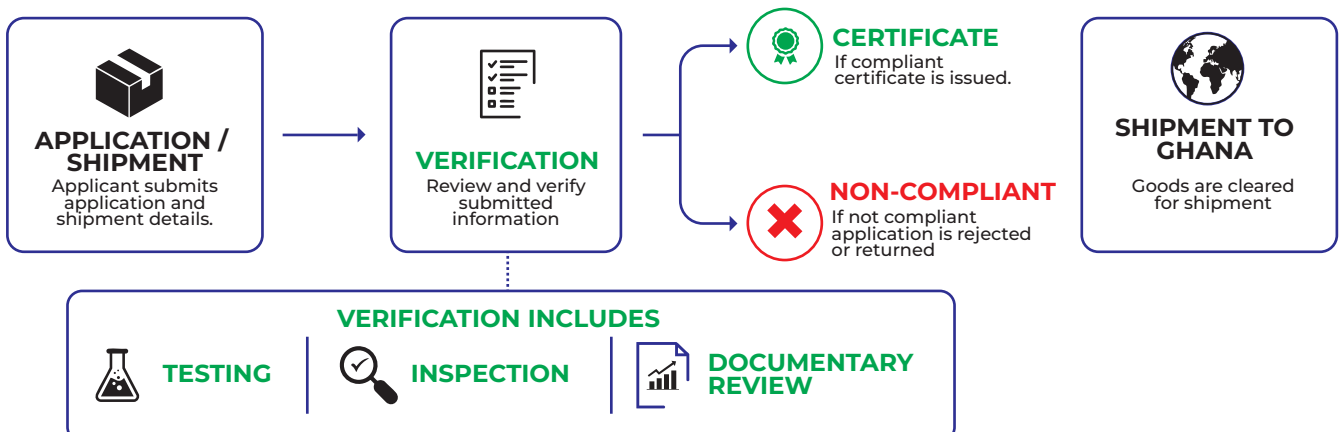 APPLICATION /
SHIPMENT
Applicant submits
application and
shipment details.
VERIFICATION
Review and verify
submitted
information
CERTIFICATE
If compliant
certificate is issued.
NON-COMPLIANT
If not compliant
application is rejected
or returned
SHIPMENT TO
GHANA
Goods are cleared
for shipment
VERIFICATION INCLUDES
TESTING
INSPECTION
DOCUMENTARY
REVIEW